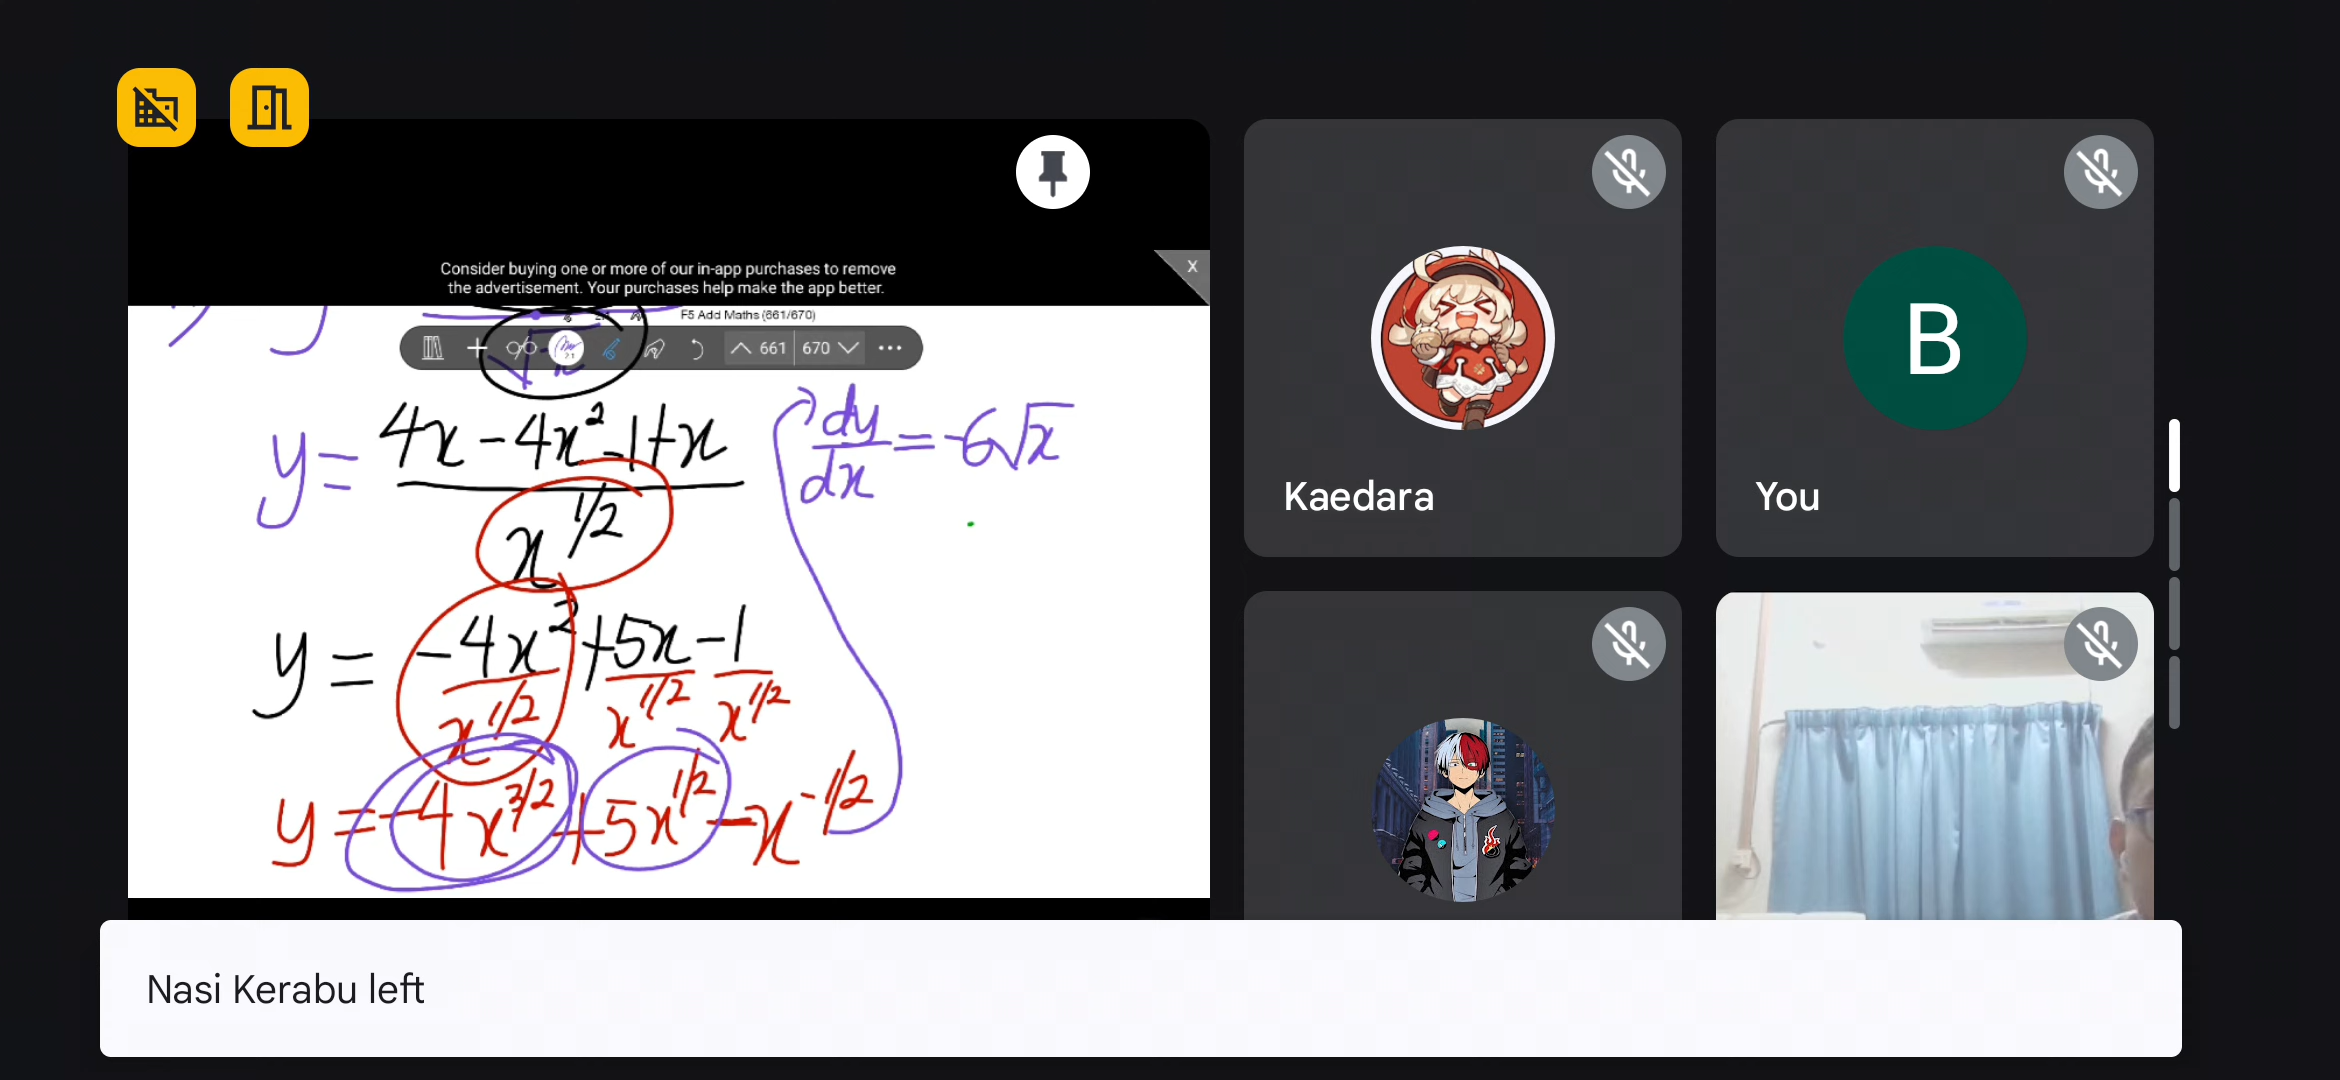 Consider buying one or more of our in-app purchases to remove
the advertisement. Your purchases help make the app better.
X
F5 Add Maths (661/670)
661 670
y = (4x - 4x² - 1 + x) / x^1/2
dy/dx = -6√x
y = -4x²/x^1/2 + 5x/x^1/2 - 1/x^1/2
y = -4x^3/2 + 5x^1/2 - x^-1/2
Kaedara
B
You
Nasi Kerabu left